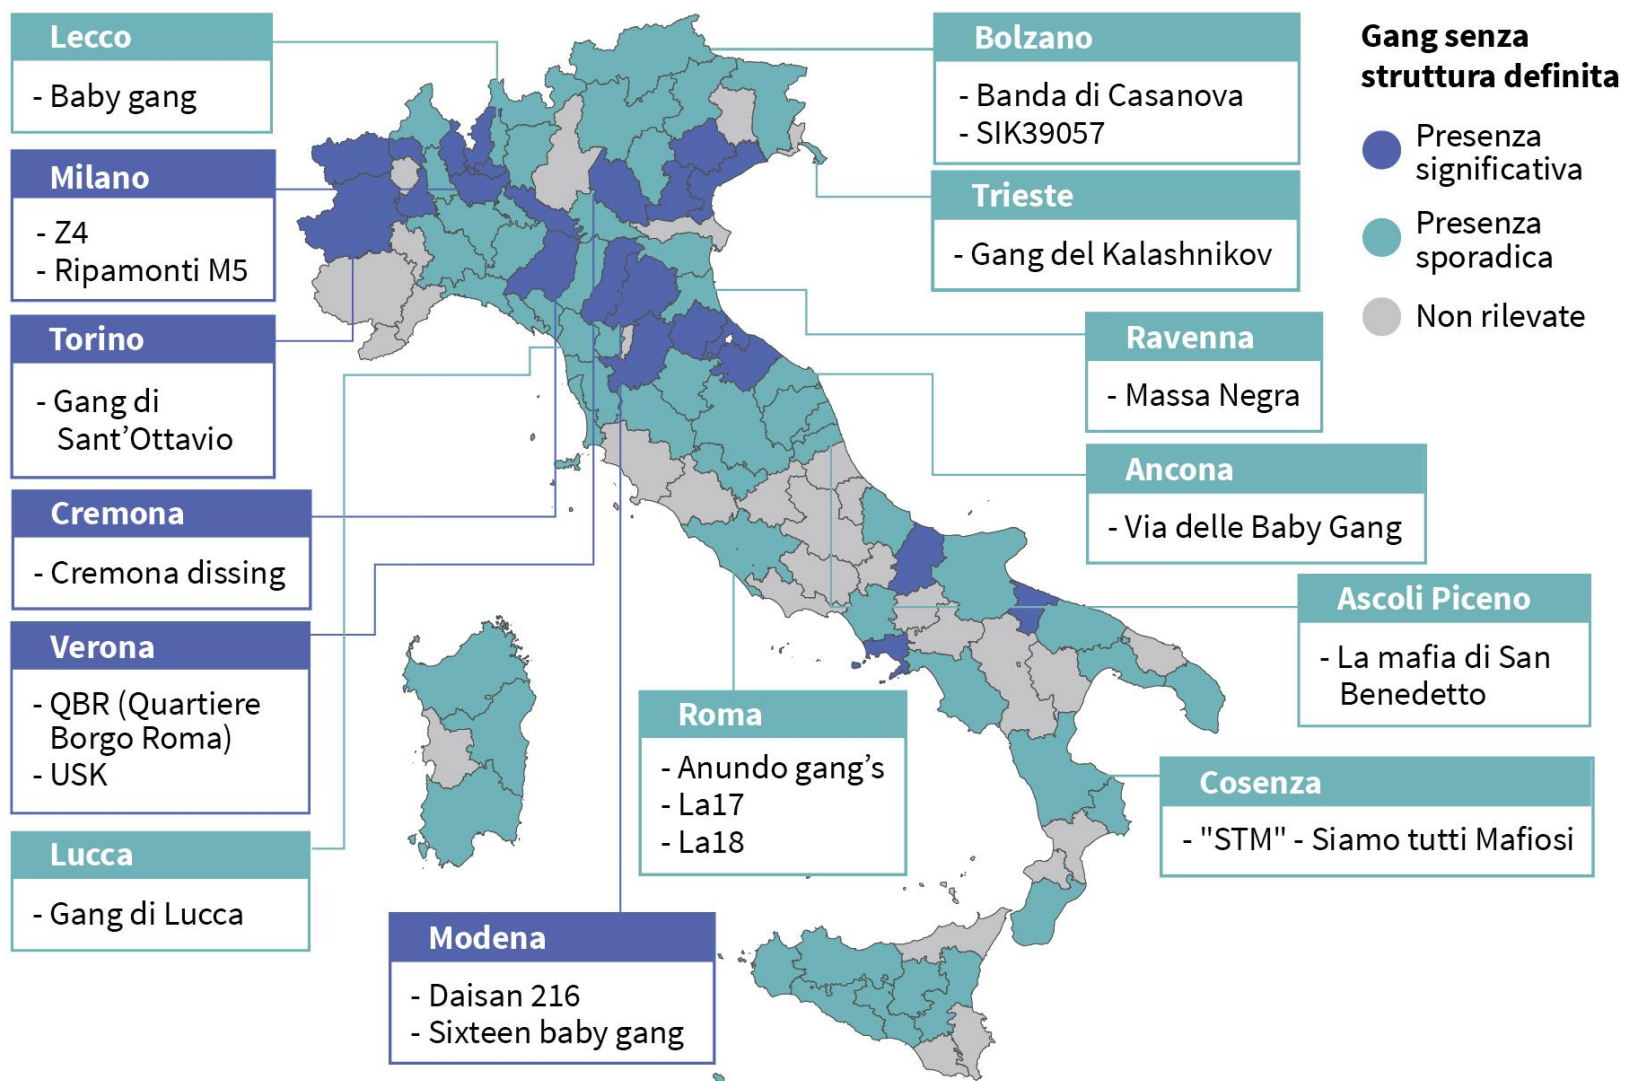 Lecco
- Baby gang
Milano
- Z4
- Ripamonti M5
Torino
- Gang di
Sant'Ottavio
Cremona
- Cremona dissing
Verona
- QBR (Quartiere
Borgo Roma)
- USK
Lucca
- Gang di Lucca
Modena
- Daisan 216
- Sixteen baby gang
Roma
- Anundo gang's
- La17
- La18
Bolzano
- Banda di Casanova
- SIK39057
Trieste
- Gang del Kalashnikov
Ravenna
- Massa Negra
Ancona
- Via delle Baby Gang
Ascoli Piceno
- La mafia di San
Benedetto
Cosenza
- "STM" - Siamo tutti Mafiosi
Gang senza
struttura definita
Presenza
significativa
Presenza
sporadica
Non rilevate